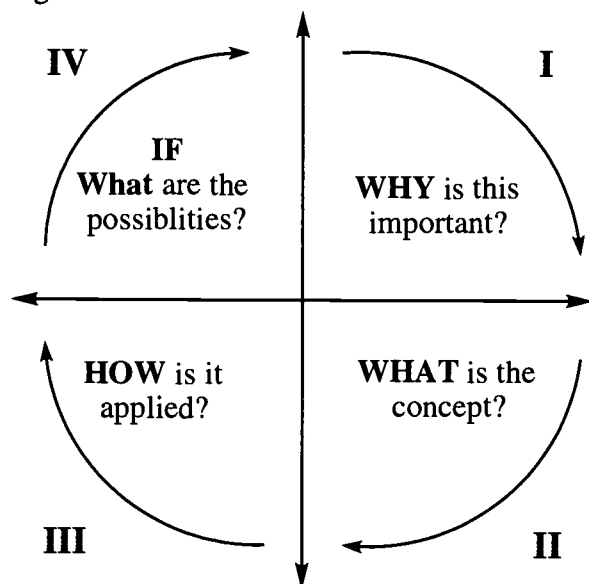 IV
I
IF
What are the
possiblities?
WHY is this
important?
HOW is it
applied?
WHAT is the
concept?
III
II